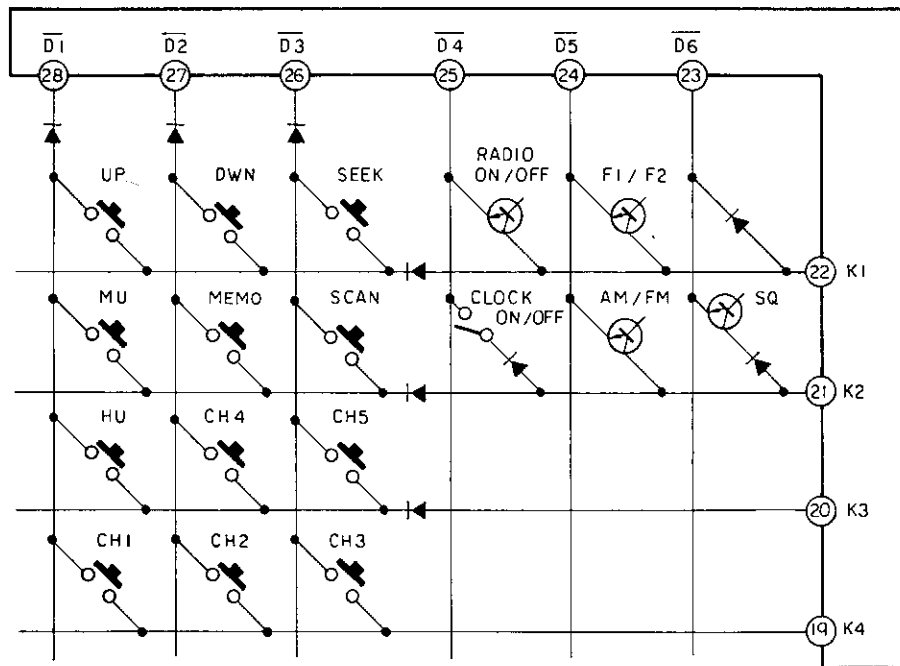 D1 D2 D3 D4 D5 D6
28 27 26 25 24 23
UP DWN SEEK RADIO ON/OFF F1/F2
22 K1
MU MEMO SCAN CLOCK ON/OFF AM/FM SQ
21 K2
HU CH4 CH5
20 K3
CH1 CH2 CH3
19 K4